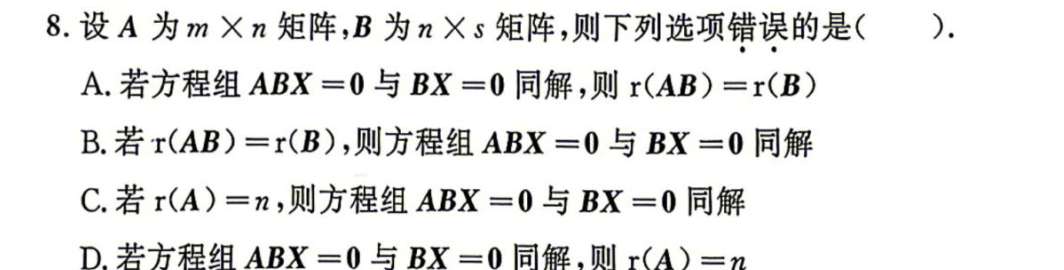 8. 设 A 为 m × n 矩阵,B 为 n × s 矩阵,则下列选项错误的是(　　).
A. 若方程组 ABX = 0 与 BX = 0 同解,则 r(AB) = r(B)
B. 若 r(AB) = r(B),则方程组 ABX = 0 与 BX = 0 同解
C. 若 r(A) = n,则方程组 ABX = 0 与 BX = 0 同解
D. 若方程组 ABX = 0 与 BX = 0 同解,则 r(A) = n